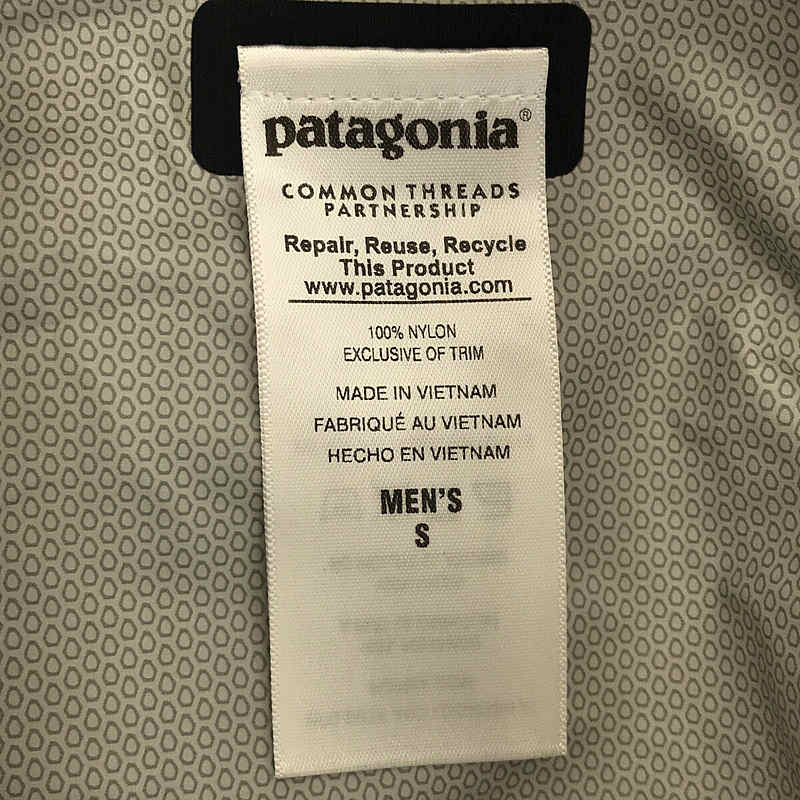 patagonia®
COMMON THREADS
PARTNERSHIP
Repair, Reuse, Recycle
This Product
www.patagonia.com
100% NYLON
EXCLUSIVE OF TRIM
MADE IN VIETNAM
FABRIQUÉ AU VIETNAM
HECHO EN VIETNAM
MEN'S
S